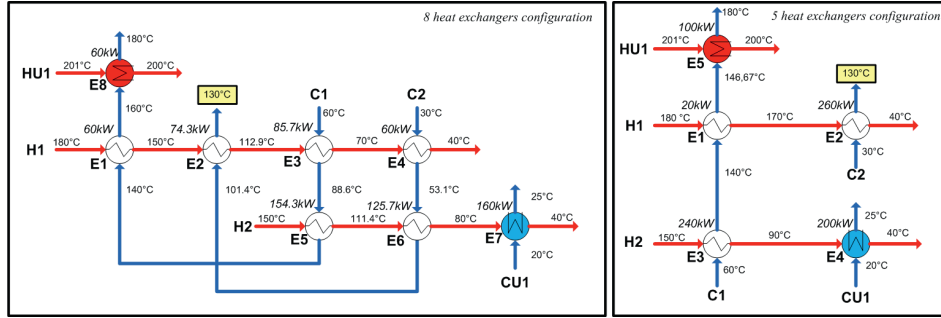 8 heat exchangers configuration
180°C
60kW
HU1
201°C
200°C
E8
160°C
130°C
C1
60°C
C2
30°C
60kW
74.3kW
85.7kW
60kW
H1
180°C
E1
150°C
E2
112.9°C
E3
70°C
E4
40°C
140°C
101.4°C
88.6°C
53.1°C
25°C
154.3kW
125.7kW
160kW
H2
150°C
E5
111.4°C
E6
80°C
E7
40°C
20°C
CU1
5 heat exchangers configuration
180°C
100kW
HU1
201°C
200°C
E5
146,67°C
130°C
20kW
260kW
H1
180 °C
E1
170°C
E2
40°C
30°C
C2
140°C
25°C
240kW
200kW
H2
150°C
E3
90°C
E4
40°C
60°C
20°C
C1
CU1